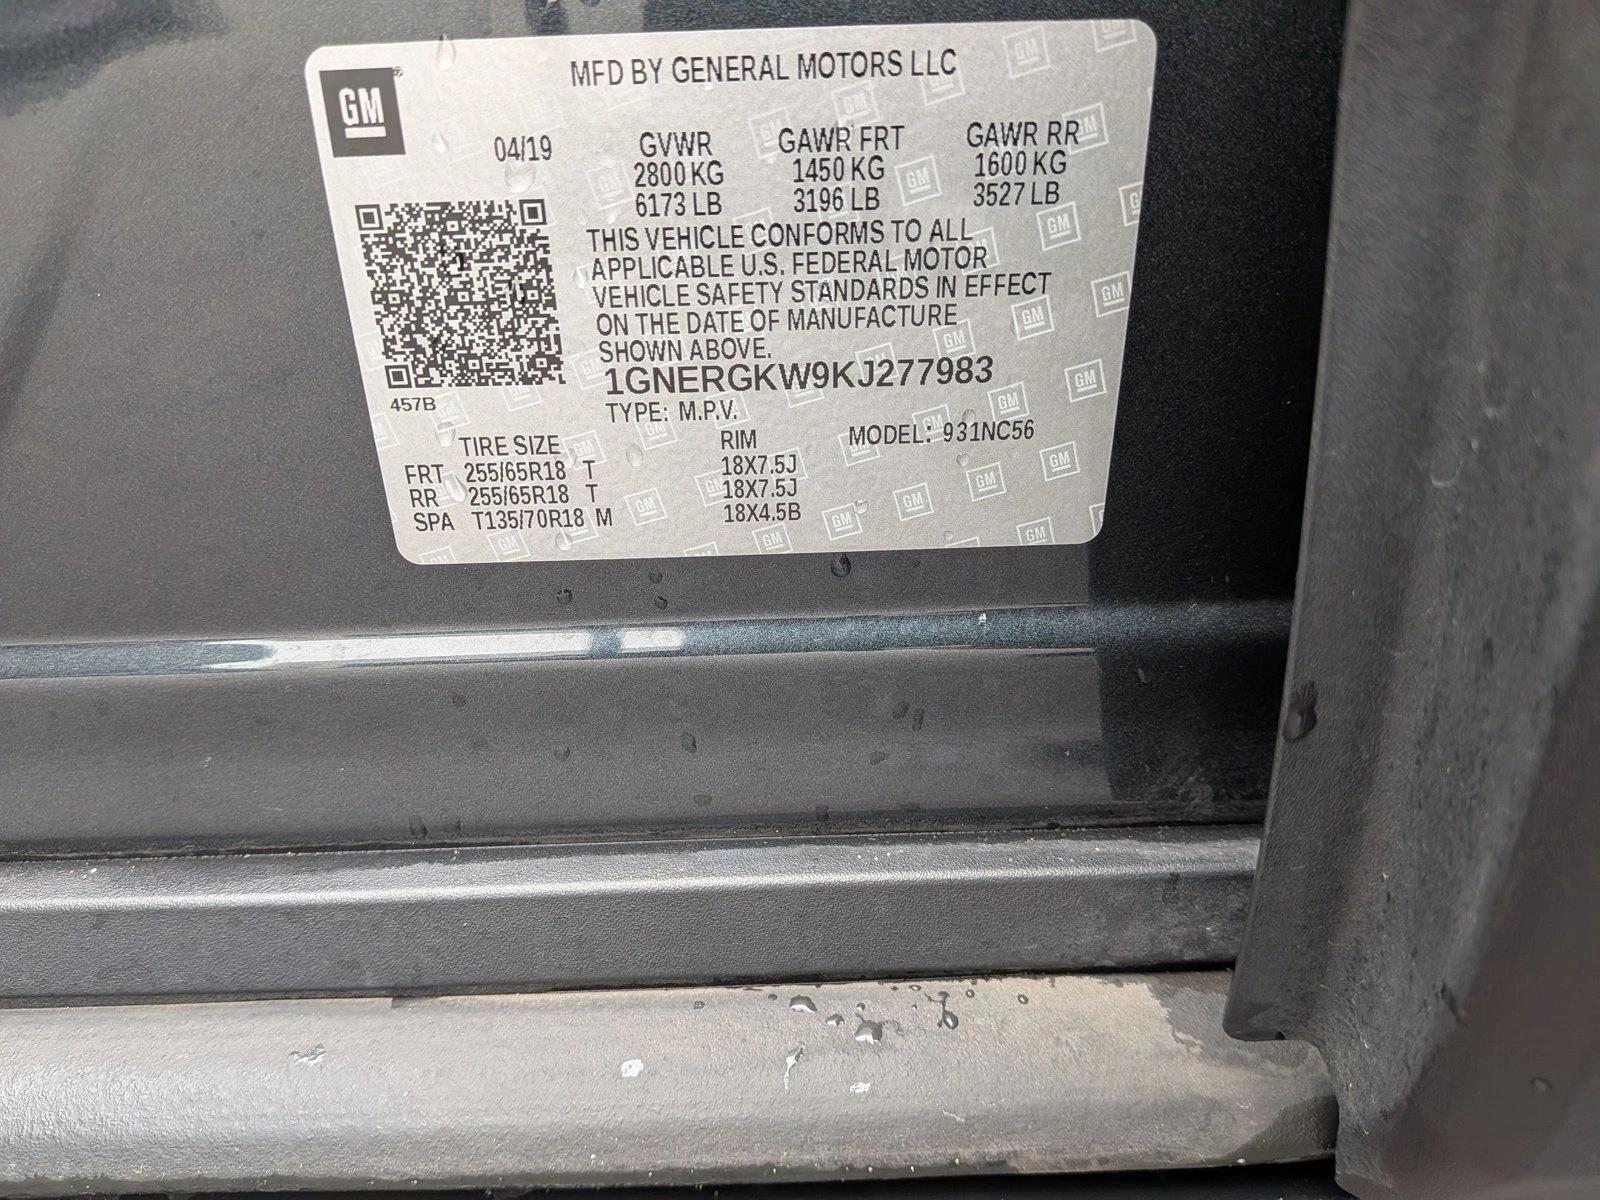 MFD BY GENERAL MOTORS LLC
GM
04/19 GVWR GAWR FRT GAWR RR
2800 KG 1450 KG 1600 KG
6173 LB 3196 LB 3527 LB
THIS VEHICLE CONFORMS TO ALL
APPLICABLE U.S. FEDERAL MOTOR
VEHICLE SAFETY STANDARDS IN EFFECT
ON THE DATE OF MANUFACTURE
SHOWN ABOVE.
1GNERGKW9KJ277983
457B
TYPE: M.P.V.
TIRE SIZE RIM MODEL: 931NC56
FRT 255/65R18 T 18X7.5J
RR 255/65R18 T 18X7.5J
SPA T135/70R18 M 18X4.5B